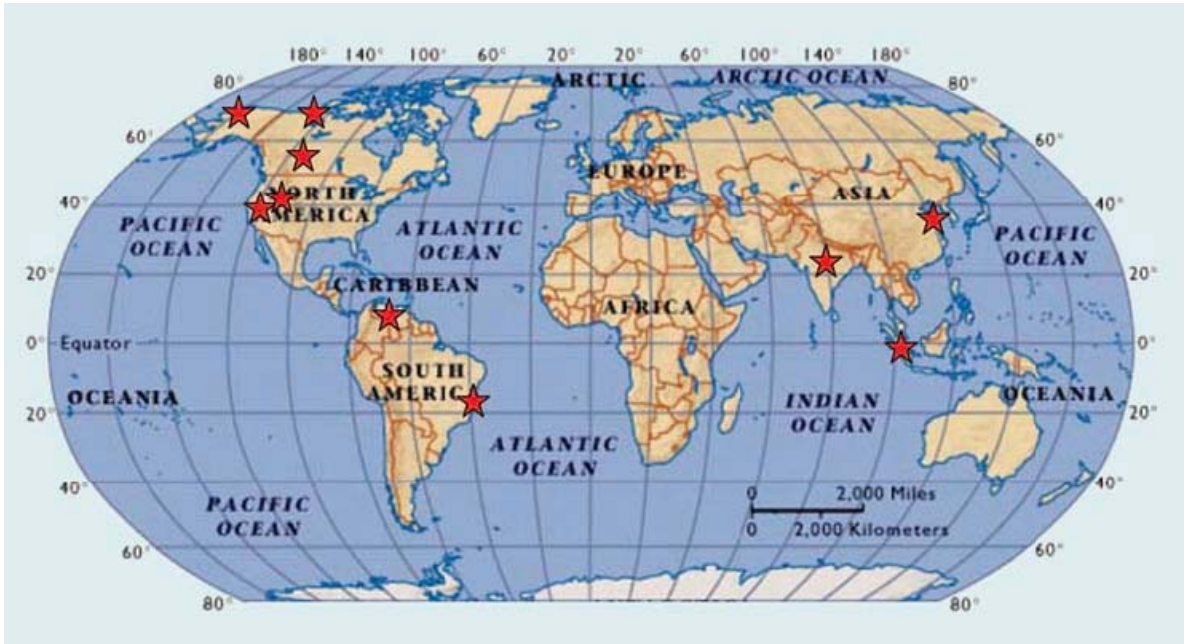 180° 140° 100° 60° 20° 20° 60° 100° 140° 180°
80° ARCTIC ARCTIC OCEAN 80°
60° 60°
EUROPE
ASIA
NORTH
40° AMERICA 40°
PACIFIC
OCEAN
ATLANTIC
OCEAN
PACIFIC
OCEAN
20° 20°
CARIBBEAN
AFRICA
0° Equator 0°
SOUTH
AMERIC
OCEANIA
OCEANIA
INDIAN
OCEAN
20° 20°
ATLANTIC
OCEAN
40° 40°
PACIFIC
OCEAN
0 2,000 Miles
0 2,000 Kilometers
60° 60°
80° 80°